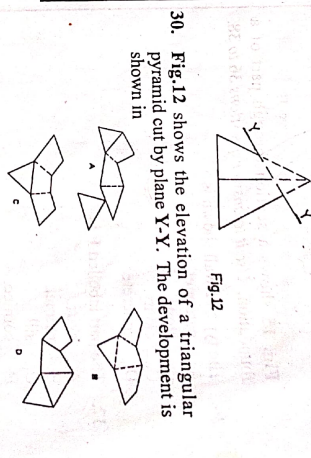 Y
Y
Fig.12
30. Fig.12 shows the elevation of a triangular
pyramid cut by plane Y-Y. The development is
shown in
A
B
C
D